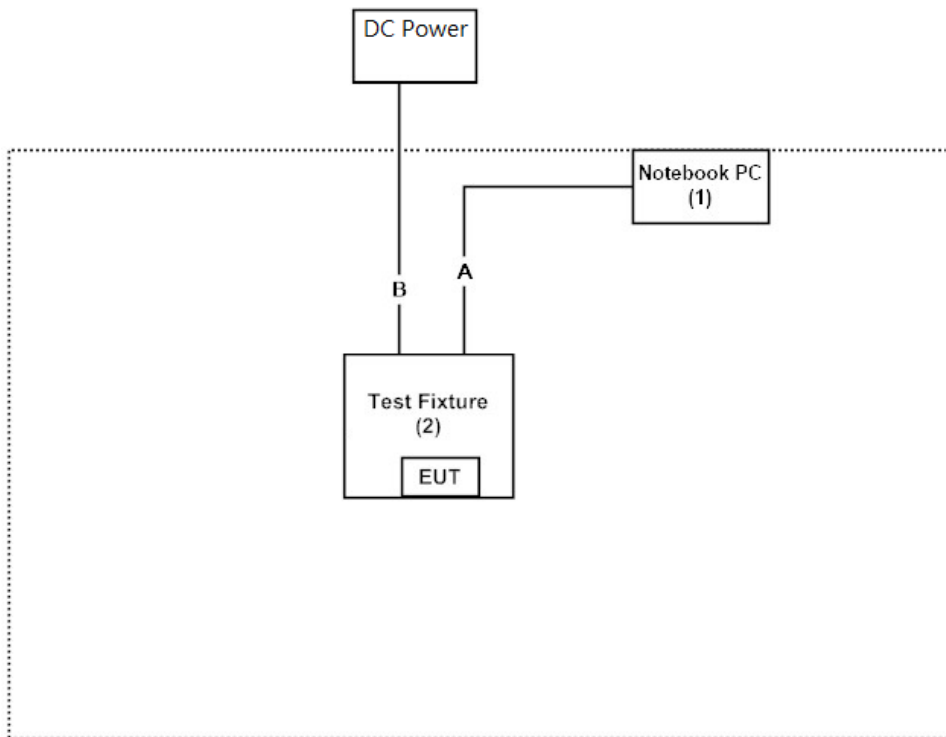 DC Power
Notebook PC
(1)
A
B
Test Fixture
(2)
EUT